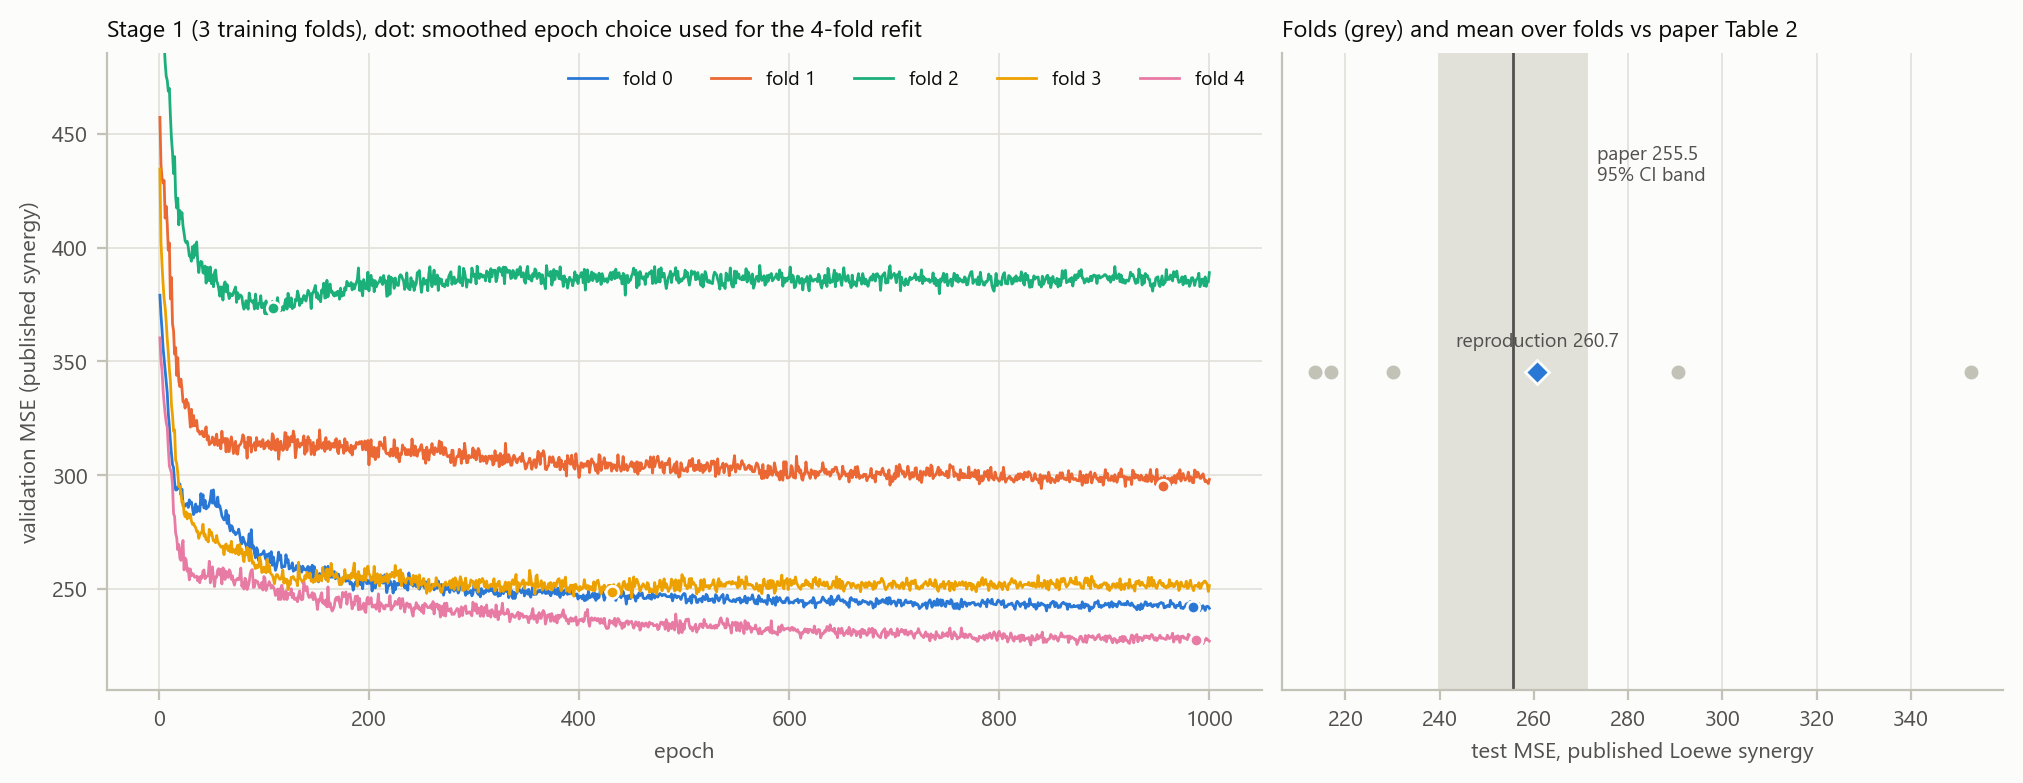 Stage 1 (3 training folds), dot: smoothed epoch choice used for the 4-fold refit
fold 0 fold 1 fold 2 fold 3 fold 4
validation MSE (published synergy)
450
400
350
300
250
0 200 400 600 800 1000
epoch
Folds (grey) and mean over folds vs paper Table 2
paper 255.5
95% CI band
reproduction 260.7
220 240 260 280 300 320 340
test MSE, published Loewe synergy